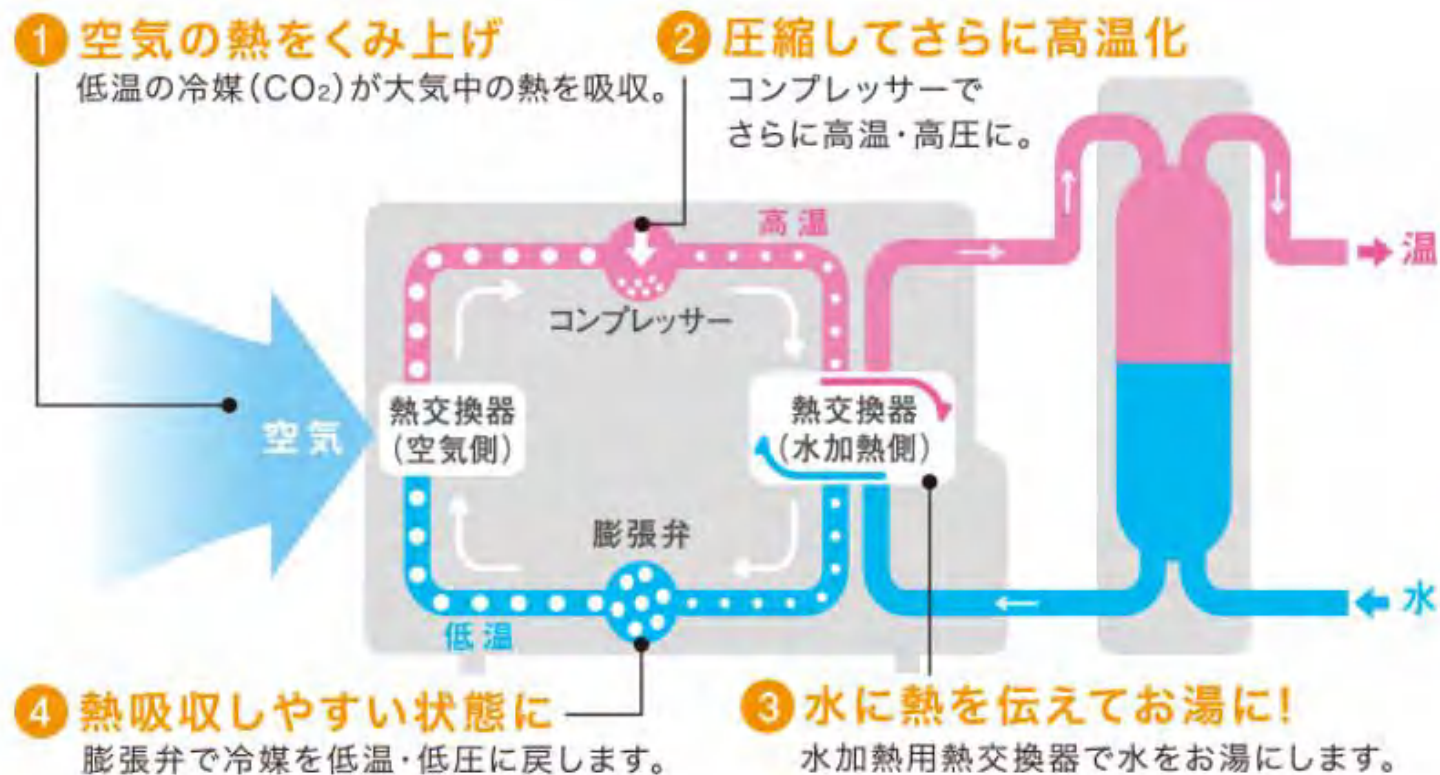 1 空気の熱をくみ上げ
低温の冷媒(CO₂)が大気中の熱を吸収。
2 圧縮してさらに高温化
コンプレッサーで
さらに高温・高圧に。
高温
コンプレッサー
温
空気
熱交換器
(空気側)
熱交換器
(水加熱側)
膨張弁
低温
水
4 熱吸収しやすい状態に
膨張弁で冷媒を低温・低圧に戻します。
3 水に熱を伝えてお湯に!
水加熱用熱交換器で水をお湯にします。